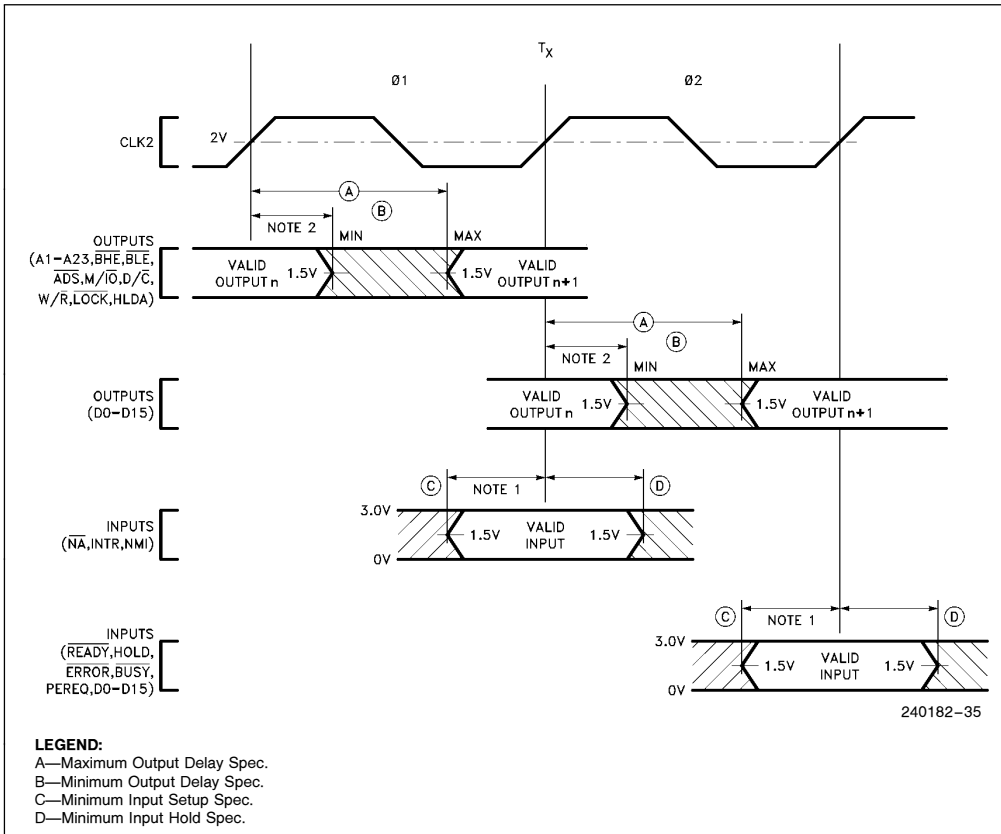 TX
Ø1
Ø2
CLK2
2V
A
B
NOTE 2
MIN
MAX
OUTPUTS
(A1–A23,BHE,BLE,
ADS,M/IO,D/C,
W/R,LOCK,HLDA)
VALID
OUTPUT n
1.5V
1.5V
VALID
OUTPUT n+1
A
B
NOTE 2
MIN
MAX
OUTPUTS
(D0–D15)
VALID
OUTPUT n
1.5V
1.5V
VALID
OUTPUT n+1
C
NOTE 1
D
INPUTS
(NA,INTR,NMI)
3.0V
0V
1.5V
VALID
INPUT
1.5V
C
NOTE 1
D
INPUTS
(READY,HOLD,
ERROR,BUSY,
PEREQ,D0–D15)
3.0V
0V
1.5V
VALID
INPUT
1.5V
240182–35
LEGEND:
A—Maximum Output Delay Spec.
B—Minimum Output Delay Spec.
C—Minimum Input Setup Spec.
D—Minimum Input Hold Spec.